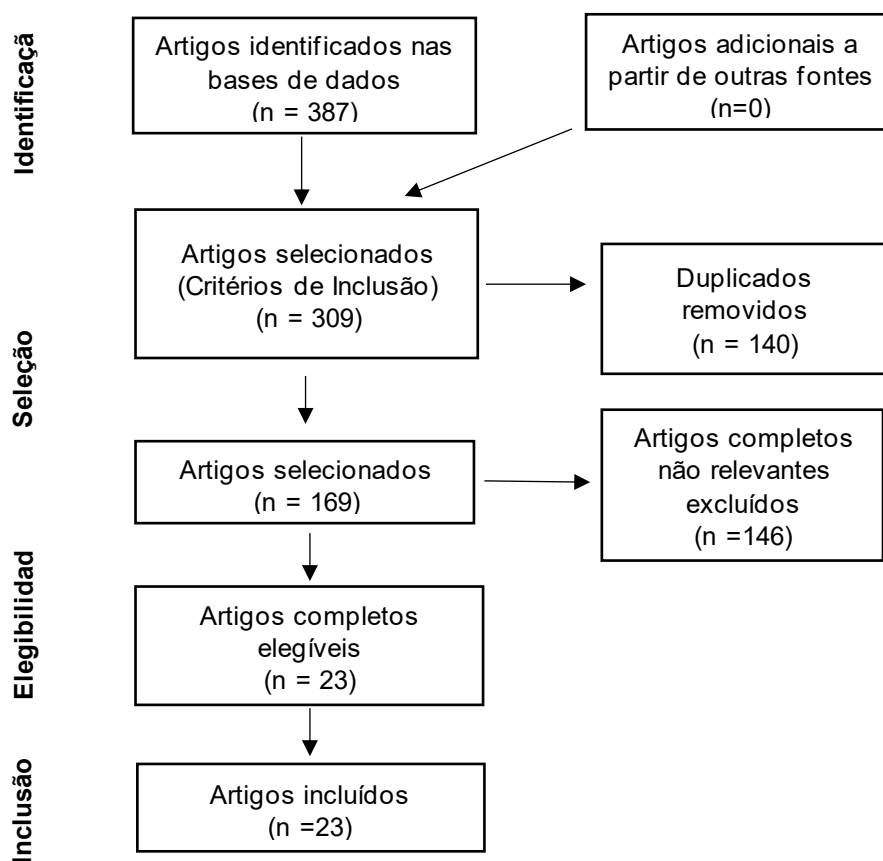 Identificaçã
Artigos identificados nas
bases de dados
(n = 387)
Artigos adicionais a
partir de outras fontes
(n=0)
Seleção
Artigos selecionados
(Critérios de Inclusão)
(n = 309)
Duplicados
removidos
(n = 140)
Artigos selecionados
(n = 169)
Artigos completos
não relevantes
excluídos
(n =146)
Elegibilidad
Artigos completos
elegíveis
(n = 23)
Inclusão
Artigos incluídos
(n =23)